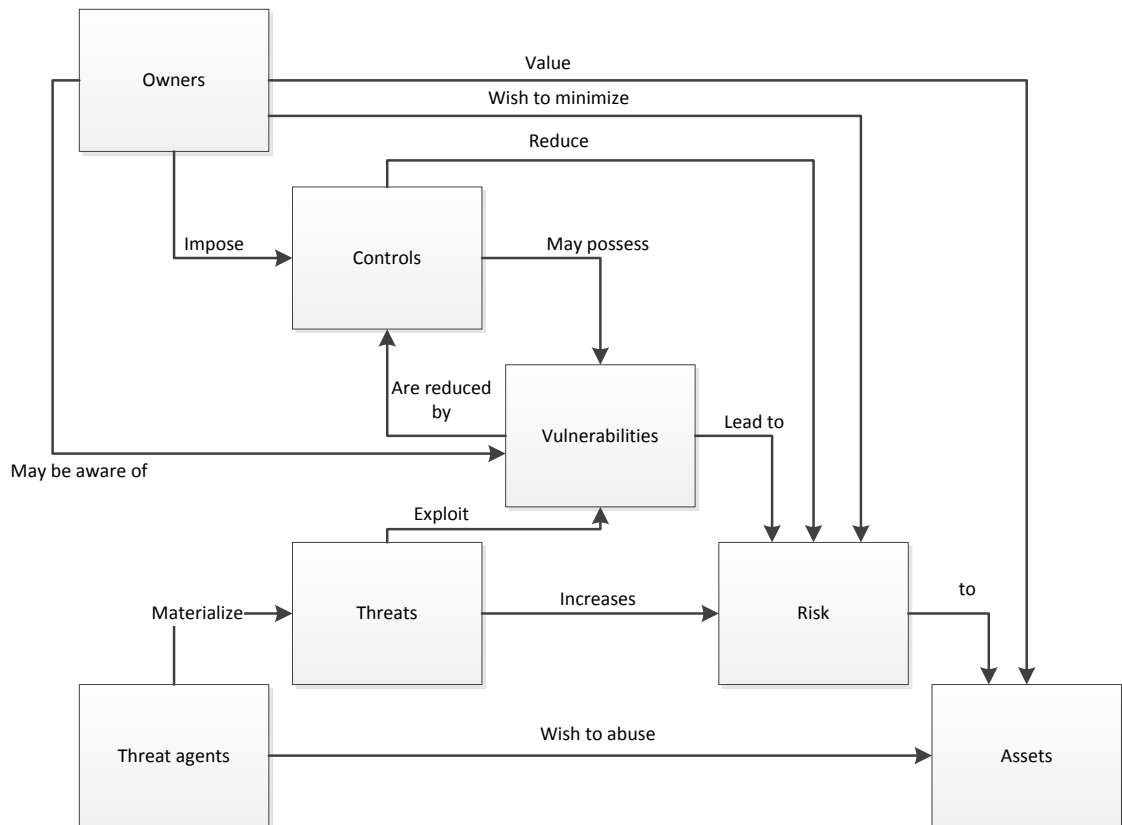 Owners
Value
Wish to minimize
Reduce
Impose
Controls
May possess
Are reduced
by
Vulnerabilities
Lead to
May be aware of
Exploit
Materialize
Threats
Increases
Risk
to
Threat agents
Wish to abuse
Assets